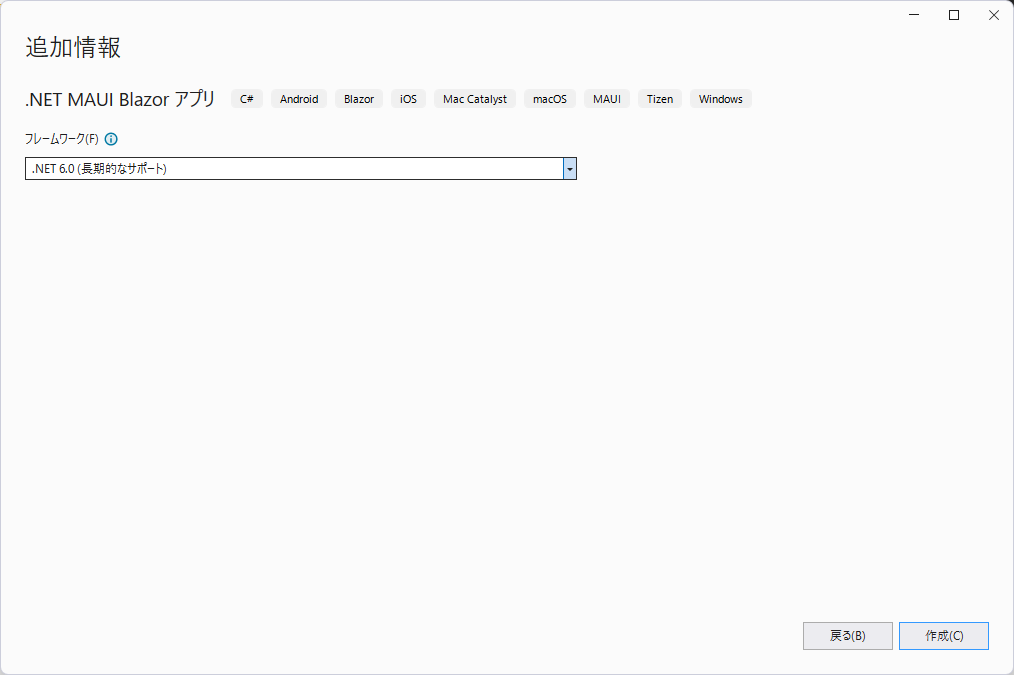 追加情報
.NET MAUI Blazor アプリ C# Android Blazor iOS Mac Catalyst macOS MAUI Tizen Windows
フレームワーク(F)
.NET 6.0 (長期的なサポート)
戻る(B) 作成(C)